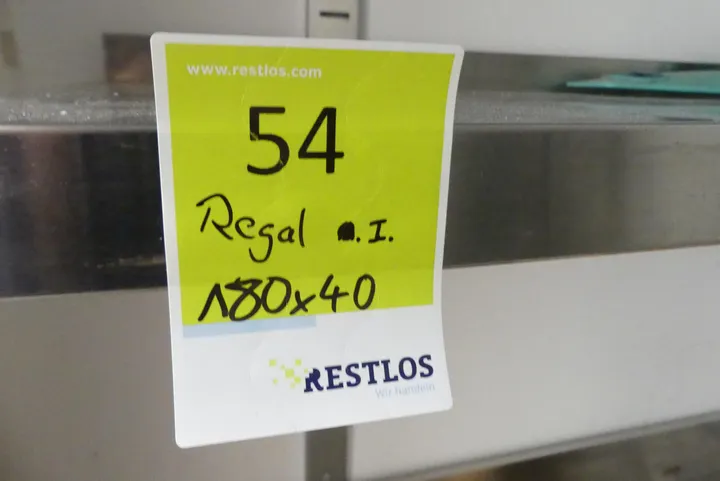 www.restlos.com
54
Regal o. I.
180x40
RESTLOS
Wir handeln